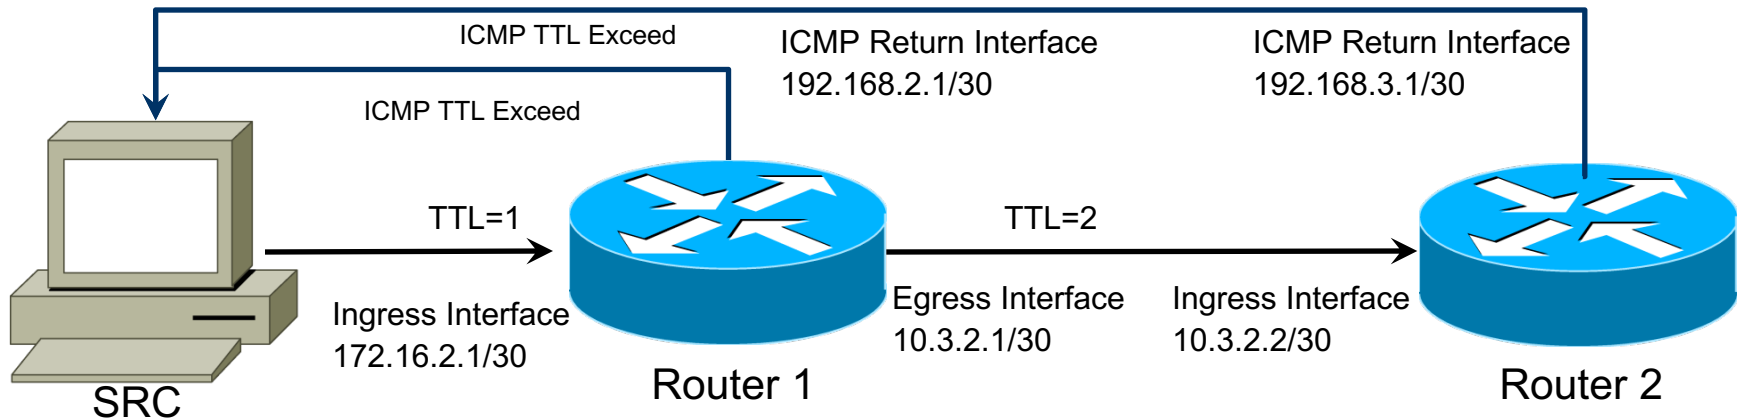 ICMP TTL Exceed
ICMP Return Interface
192.168.2.1/30
ICMP Return Interface
192.168.3.1/30
ICMP TTL Exceed
TTL=1
TTL=2
Ingress Interface
172.16.2.1/30
Egress Interface
10.3.2.1/30
Ingress Interface
10.3.2.2/30
SRC
Router 1
Router 2